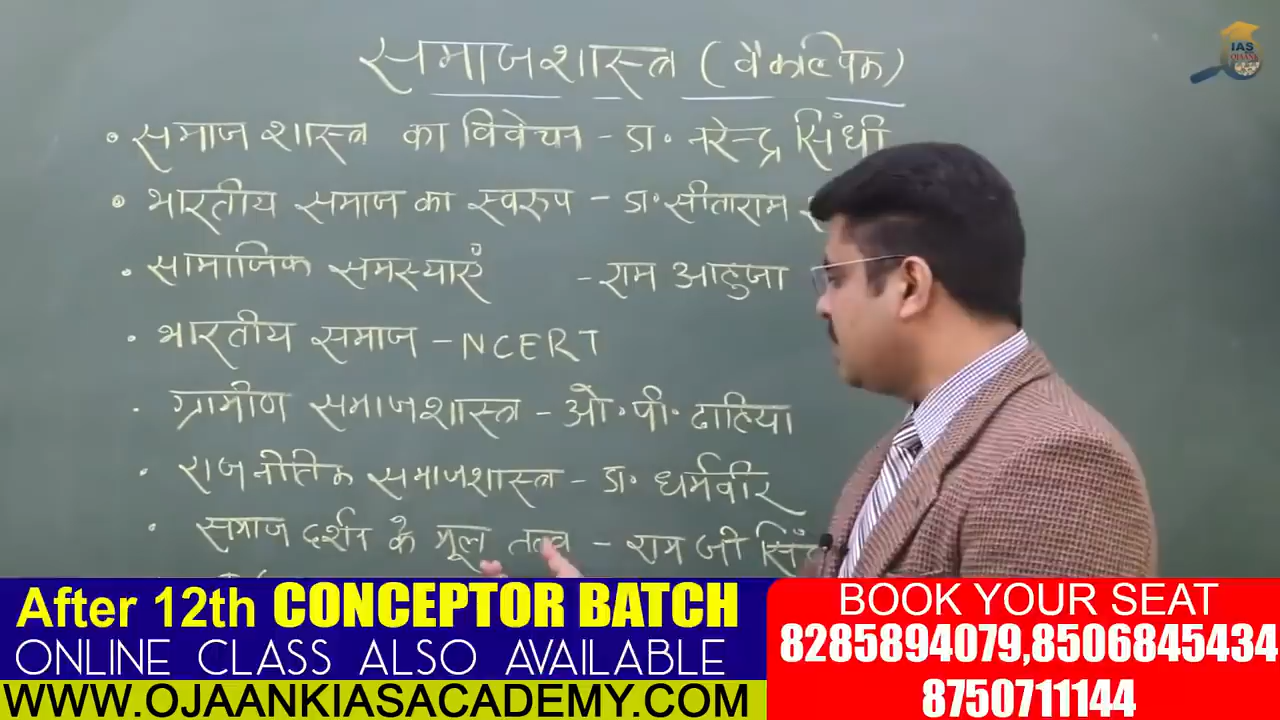 समाजशास्त्र (वैकल्पिक)
IAS
OJAANK
• समाज शास्त्र का विवेचन - डा॰ नरेन्द्र सिंधी
• भारतीय समाज का स्वरुप - डा॰ सीताराम
• सामाजिक समस्याएँ - राम आहुजा
• भारतीय समाज - NCERT
• ग्रामीण समाजशास्त्र - ओ॰ पी॰ ढालिया
• राजनीतिक समाजशास्त्र - डा॰ धर्मवीर
• समाज दर्शन के मूल तत्व - राम जी सिंह
After 12th CONCEPTOR BATCH
ONLINE CLASS ALSO AVAILABLE
WWW.OJAANKIASACADEMY.COM
BOOK YOUR SEAT
8285894079,8506845434
8750711144